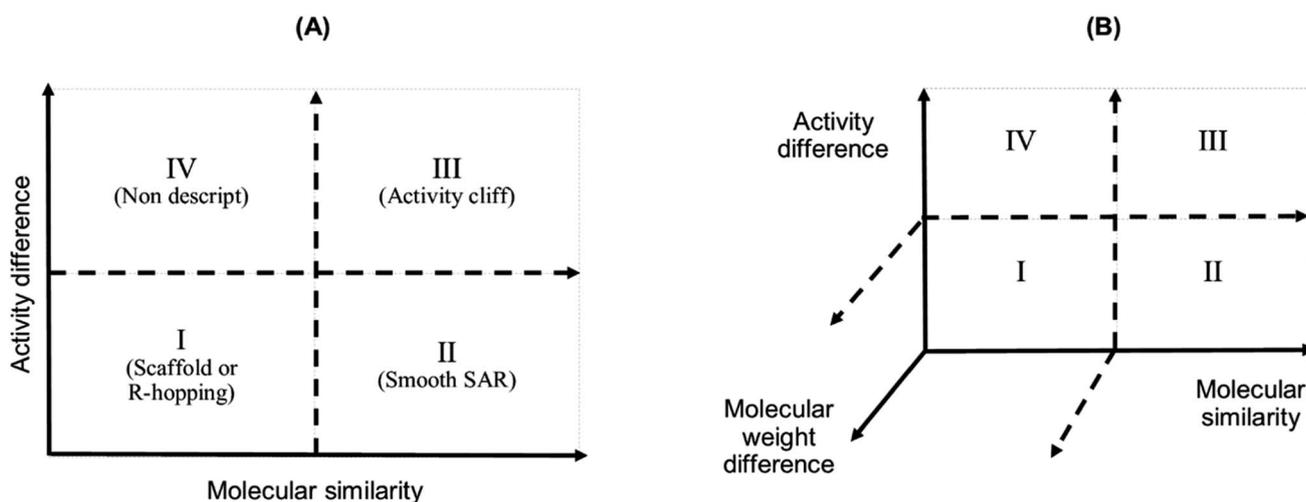 (A)
Activity difference
IV
(Non descript)
III
(Activity cliff)
I
(Scaffold or
R-hopping)
II
(Smooth SAR)
Molecular similarity
(B)
Activity
difference
IV
III
I
II
Molecular
weight
difference
Molecular
similarity